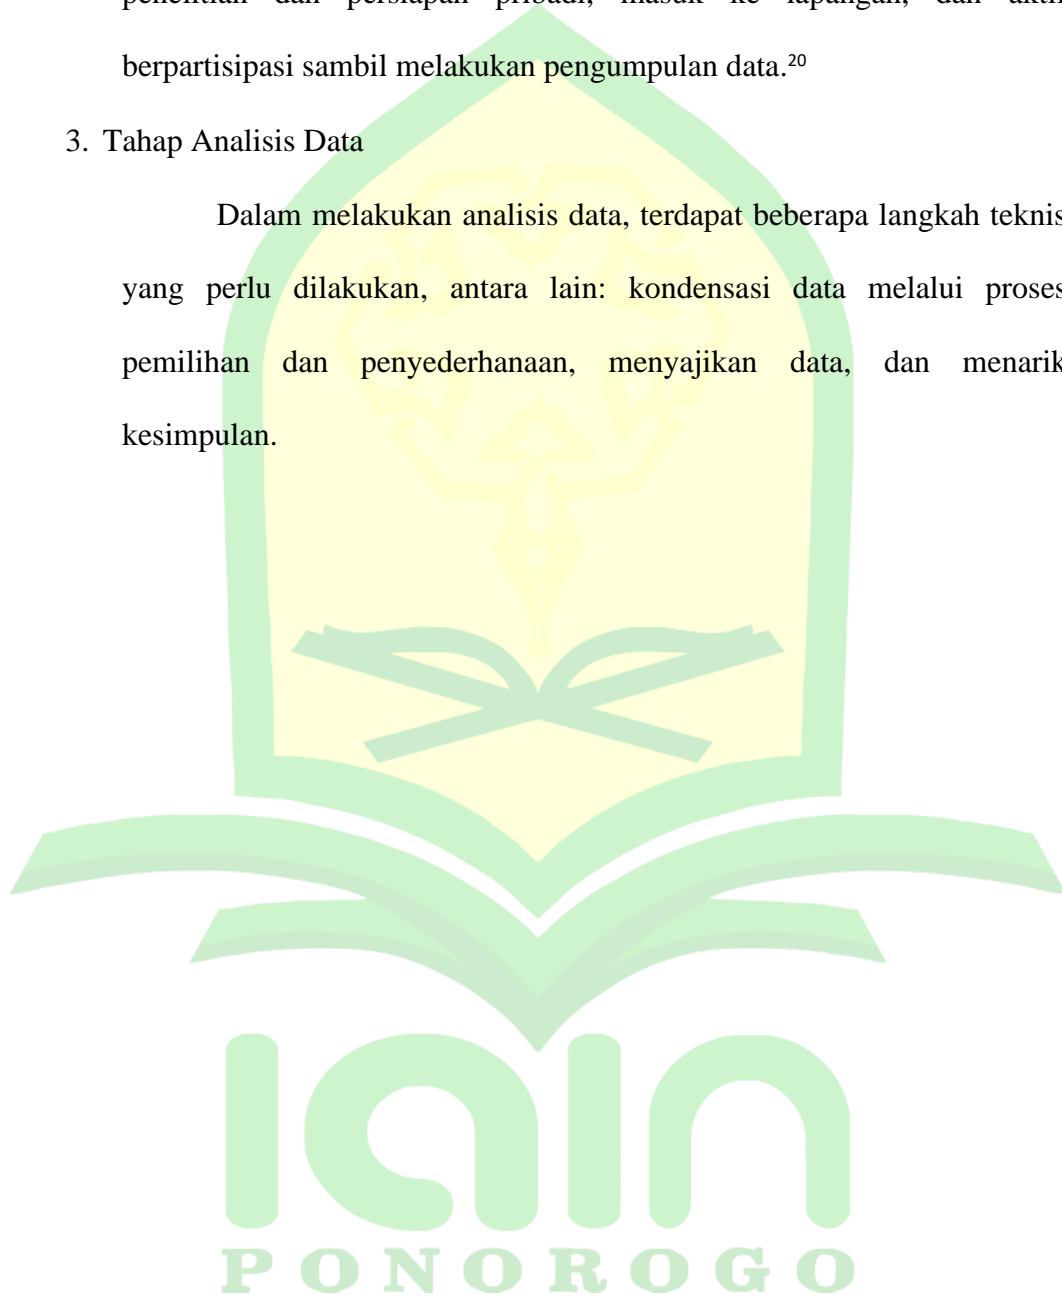 penelitian dan persiapan pribadi, masuk ke lapangan, dan aktif
berpartisipasi sambil melakukan pengumpulan data.²⁰
3. Tahap Analisis Data
Dalam melakukan analisis data, terdapat beberapa langkah teknis
yang perlu dilakukan, antara lain: kondensasi data melalui proses
pemilihan dan penyederhanaan, menyajikan data, dan menarik
kesimpulan.
iain
PONOROGO